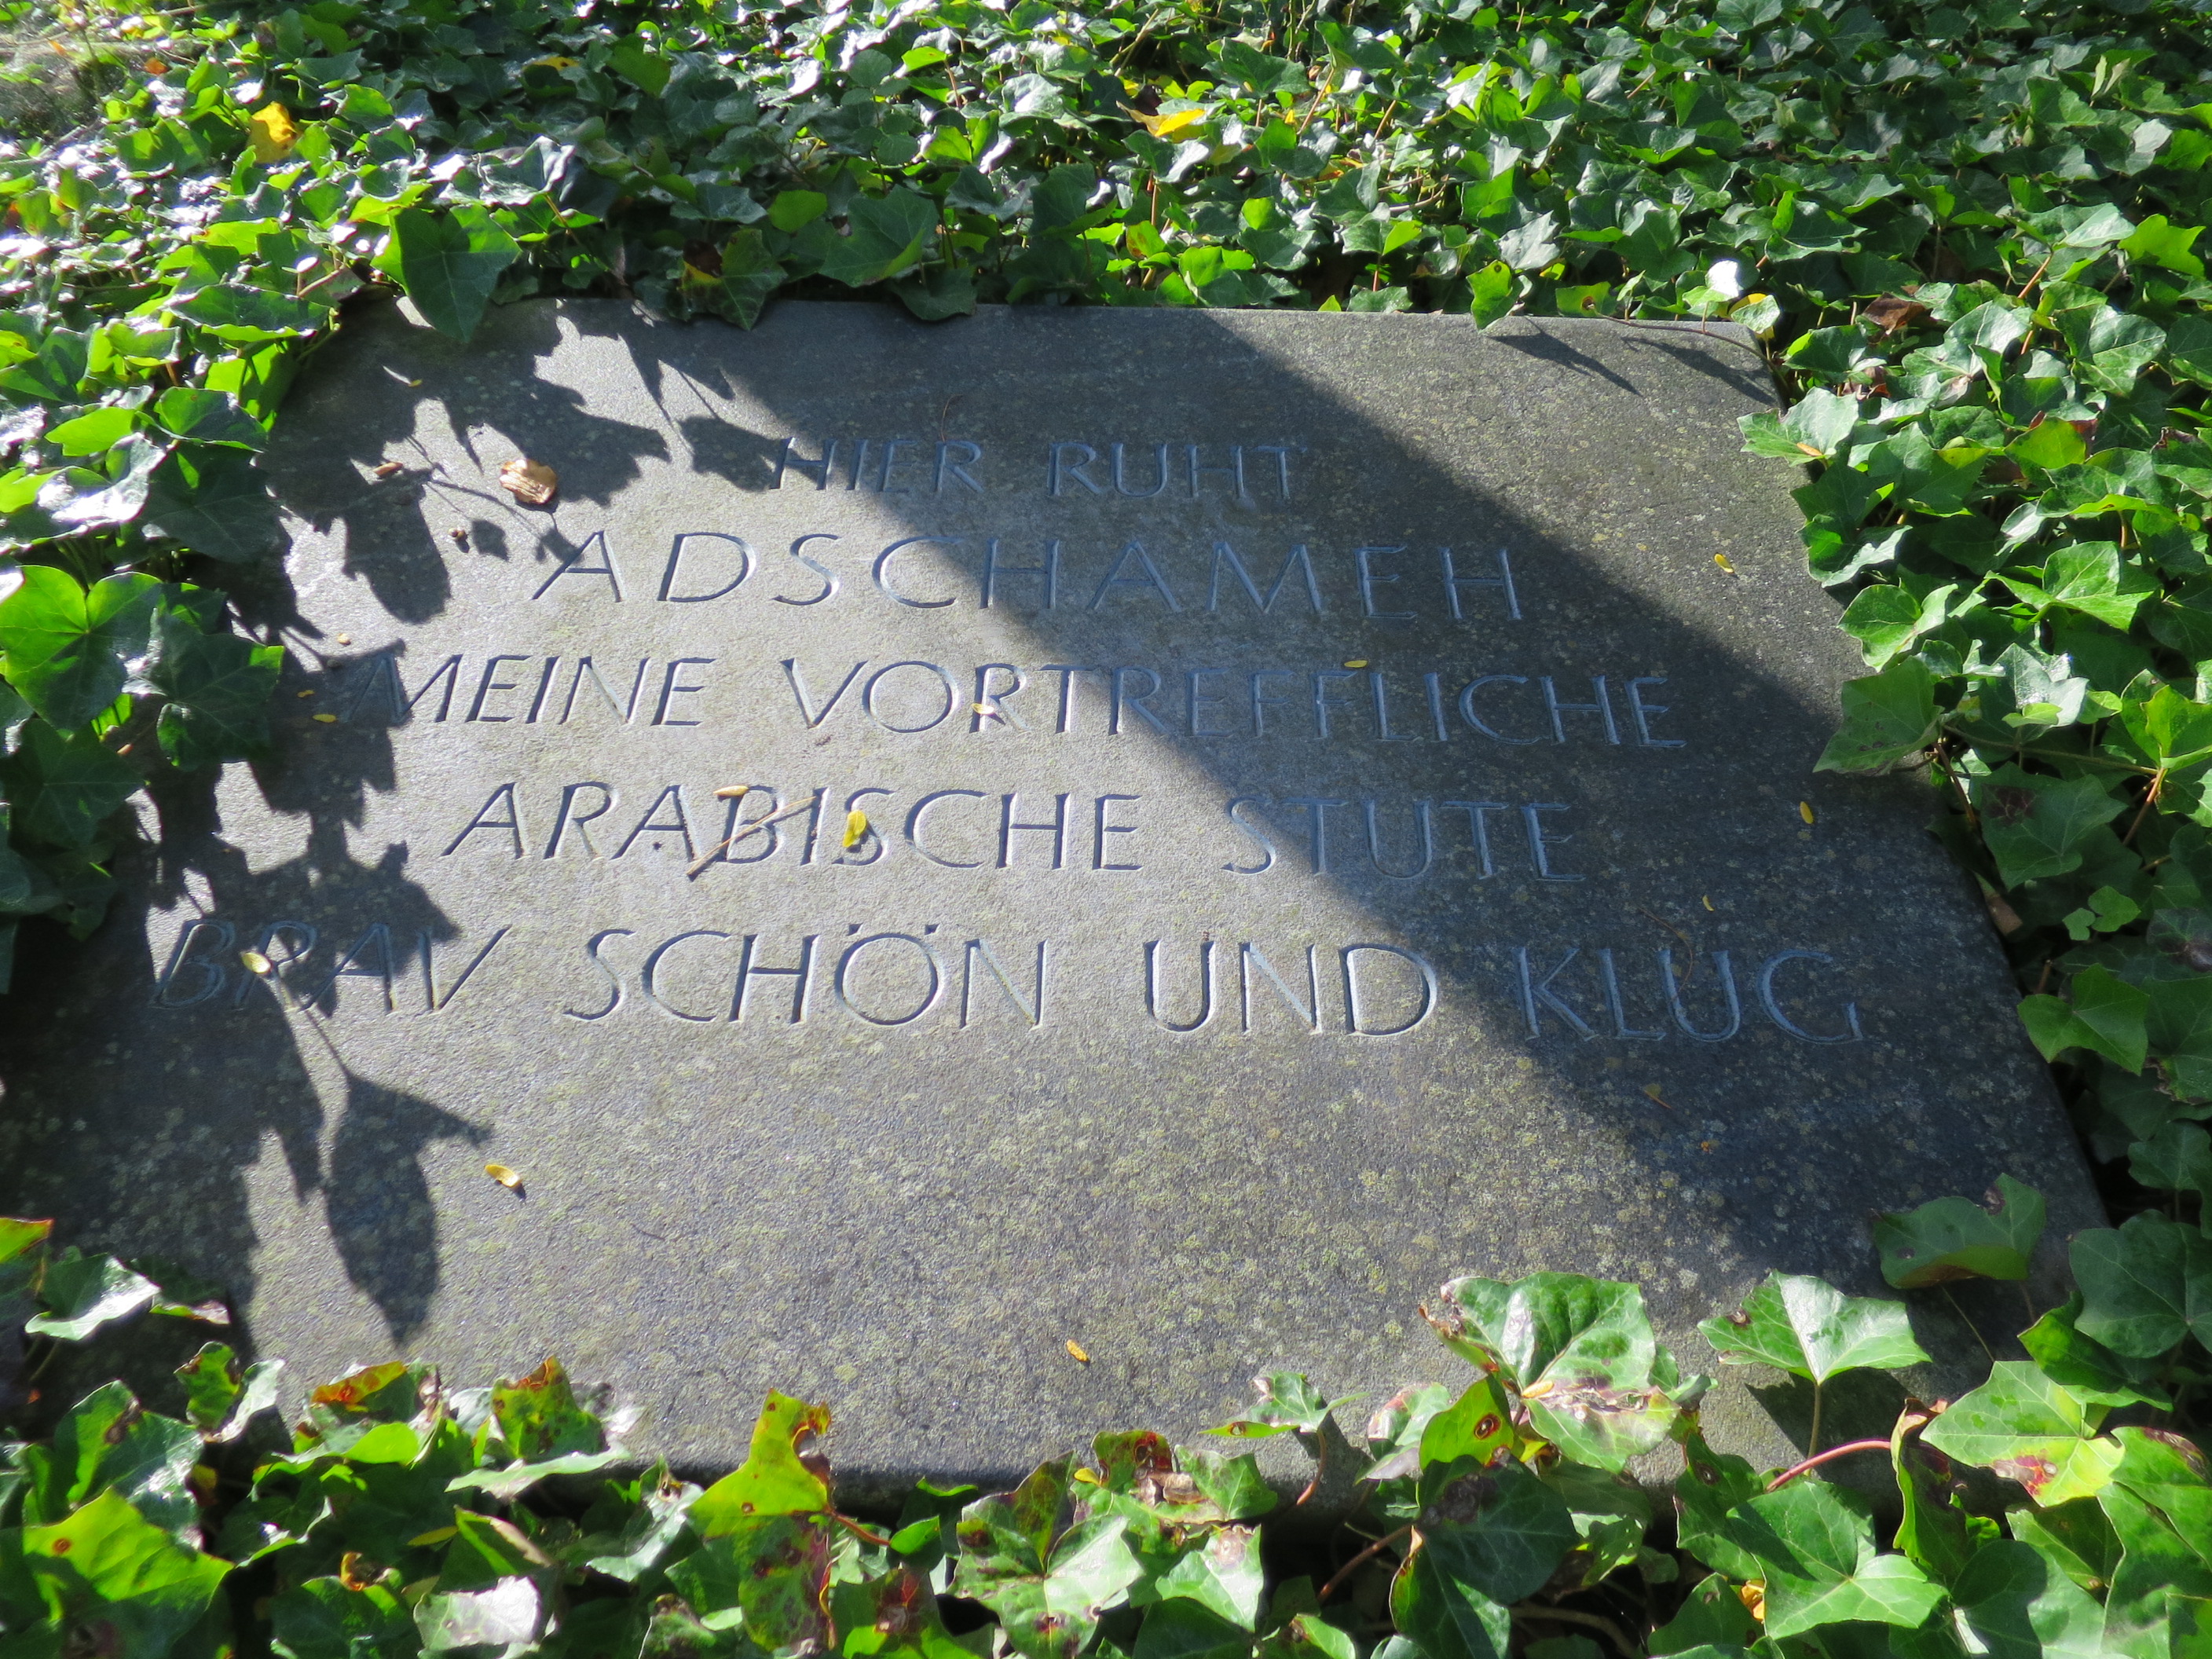 HIER RUHT
ADSCHAMEH
MEINE VORTREFFLICHE
ARABISCHE STUTE
BRAV SCHÖN UND KLUG